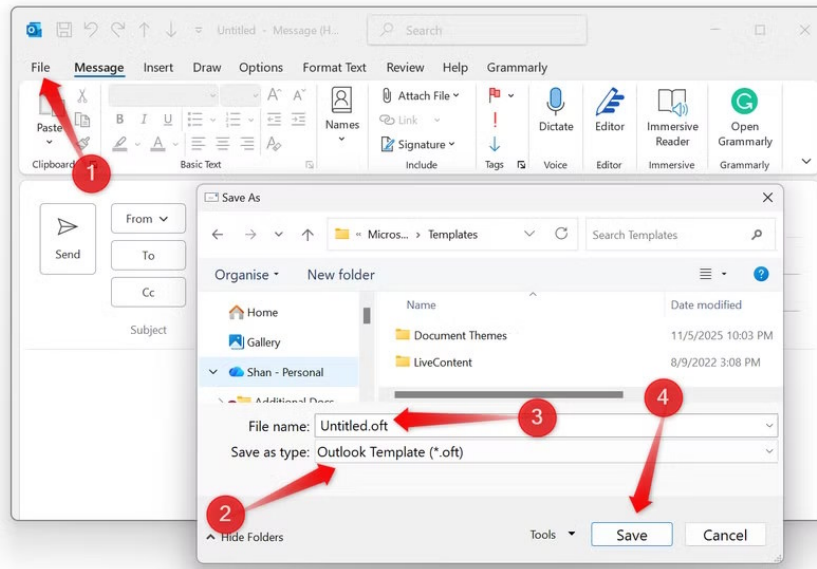 Untitled - Message (H... Search
File Message Insert Draw Options Format Text Review Help Grammarly
Paste
B I U
A A A
Names
Attach File
Link
Signature
Dictate
Editor
Immersive Reader
Open Grammarly
Clipboard Basic Text Include Tags Voice Editor Immersive Grammarly
1
Send
From
To
Cc
Subject
Save As
« Micros... > Templates Search Templates
Organise New folder
Name Date modified
Home
Gallery
Shan - Personal
Additional Docs
Document Themes 11/5/2025 10:03 PM
LiveContent 8/9/2022 3:08 PM
4
File name: Untitled.oft 3
Save as type: Outlook Template (*.oft)
2
Hide Folders Tools Save Cancel